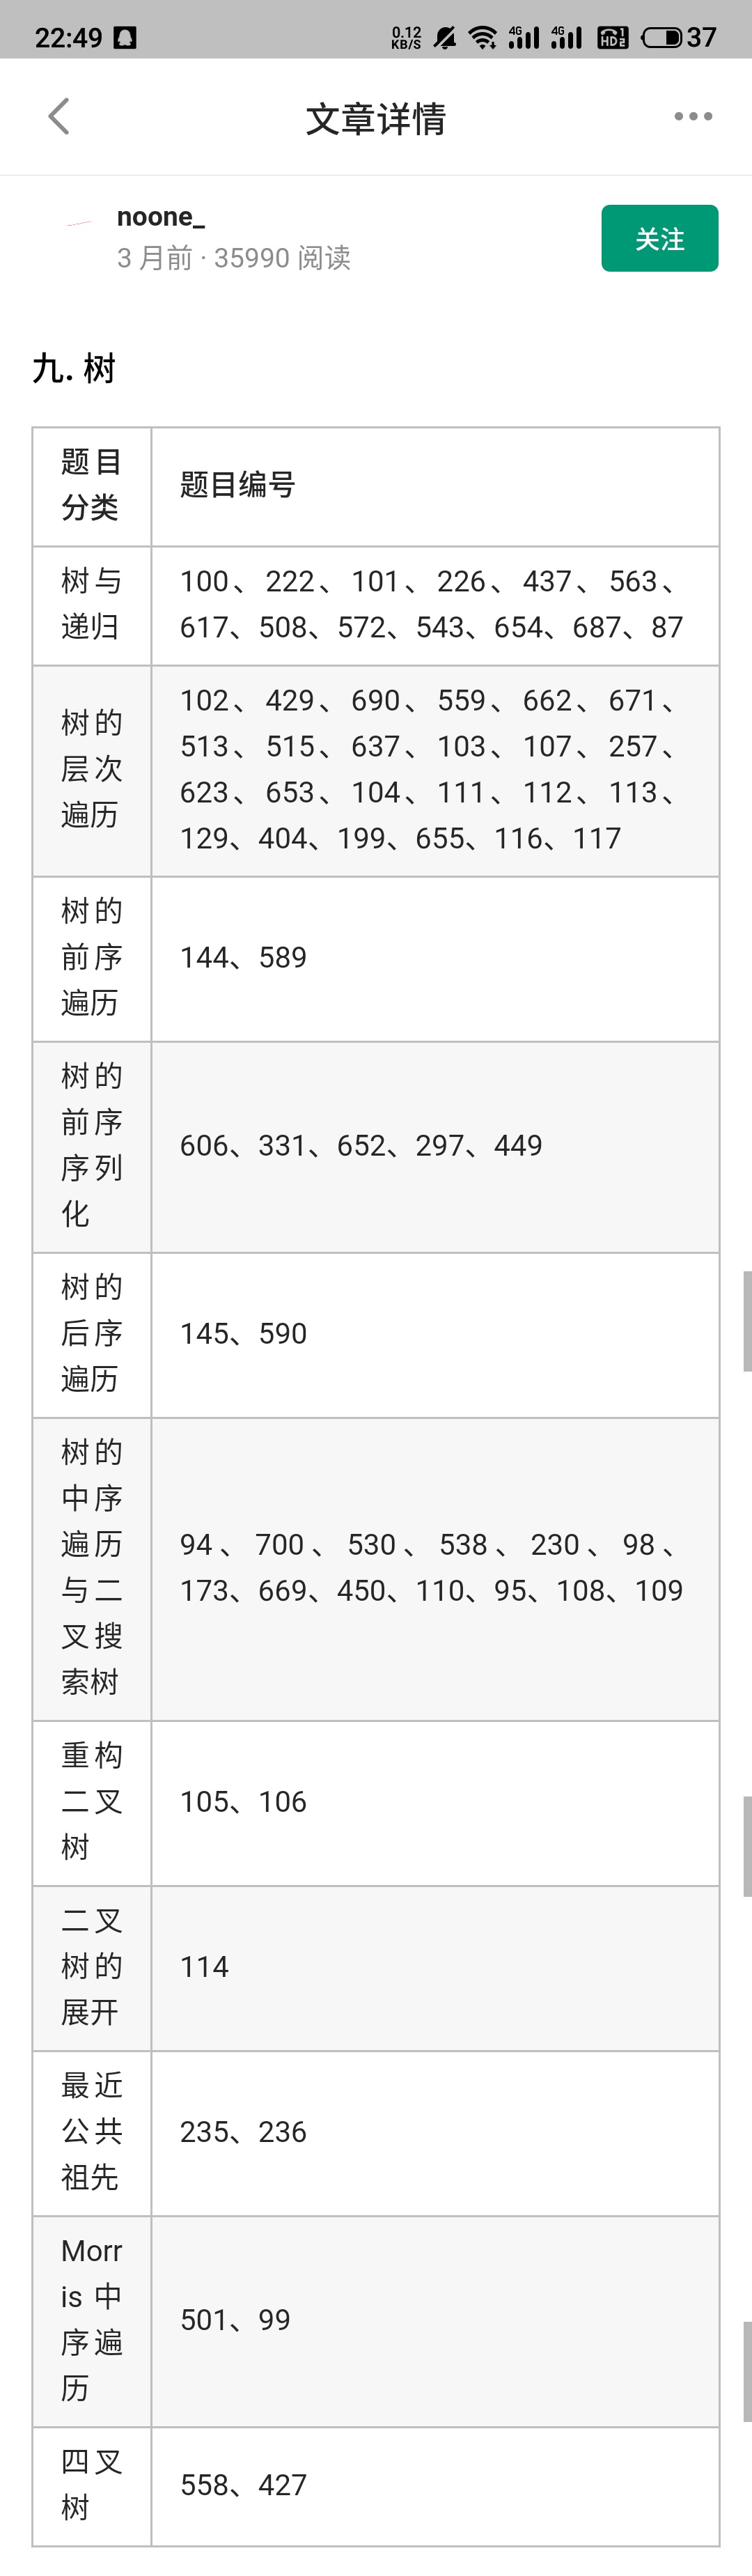 22:49
0.12 KB/S 4G 4G HD 1 2 37
文章详情
noone_
3 月前 · 35990 阅读
关注
九. 树
题目
分类
题目编号
树与
递归
100、222、101、226、437、563、
617、508、572、543、654、687、87
树的
层次
遍历
102、429、690、559、662、671、
513、515、637、103、107、257、
623、653、104、111、112、113、
129、404、199、655、116、117
树的
前序
遍历
144、589
树的
前序
序列
化
606、331、652、297、449
树的
后序
遍历
145、590
树的
中序
遍历
与二
叉搜
索树
94、700、530、538、230、98、
173、669、450、110、95、108、109
重构
二叉
树
105、106
二叉
树的
展开
114
最近
公共
祖先
235、236
Morr
is 中
序遍
历
501、99
四叉
树
558、427